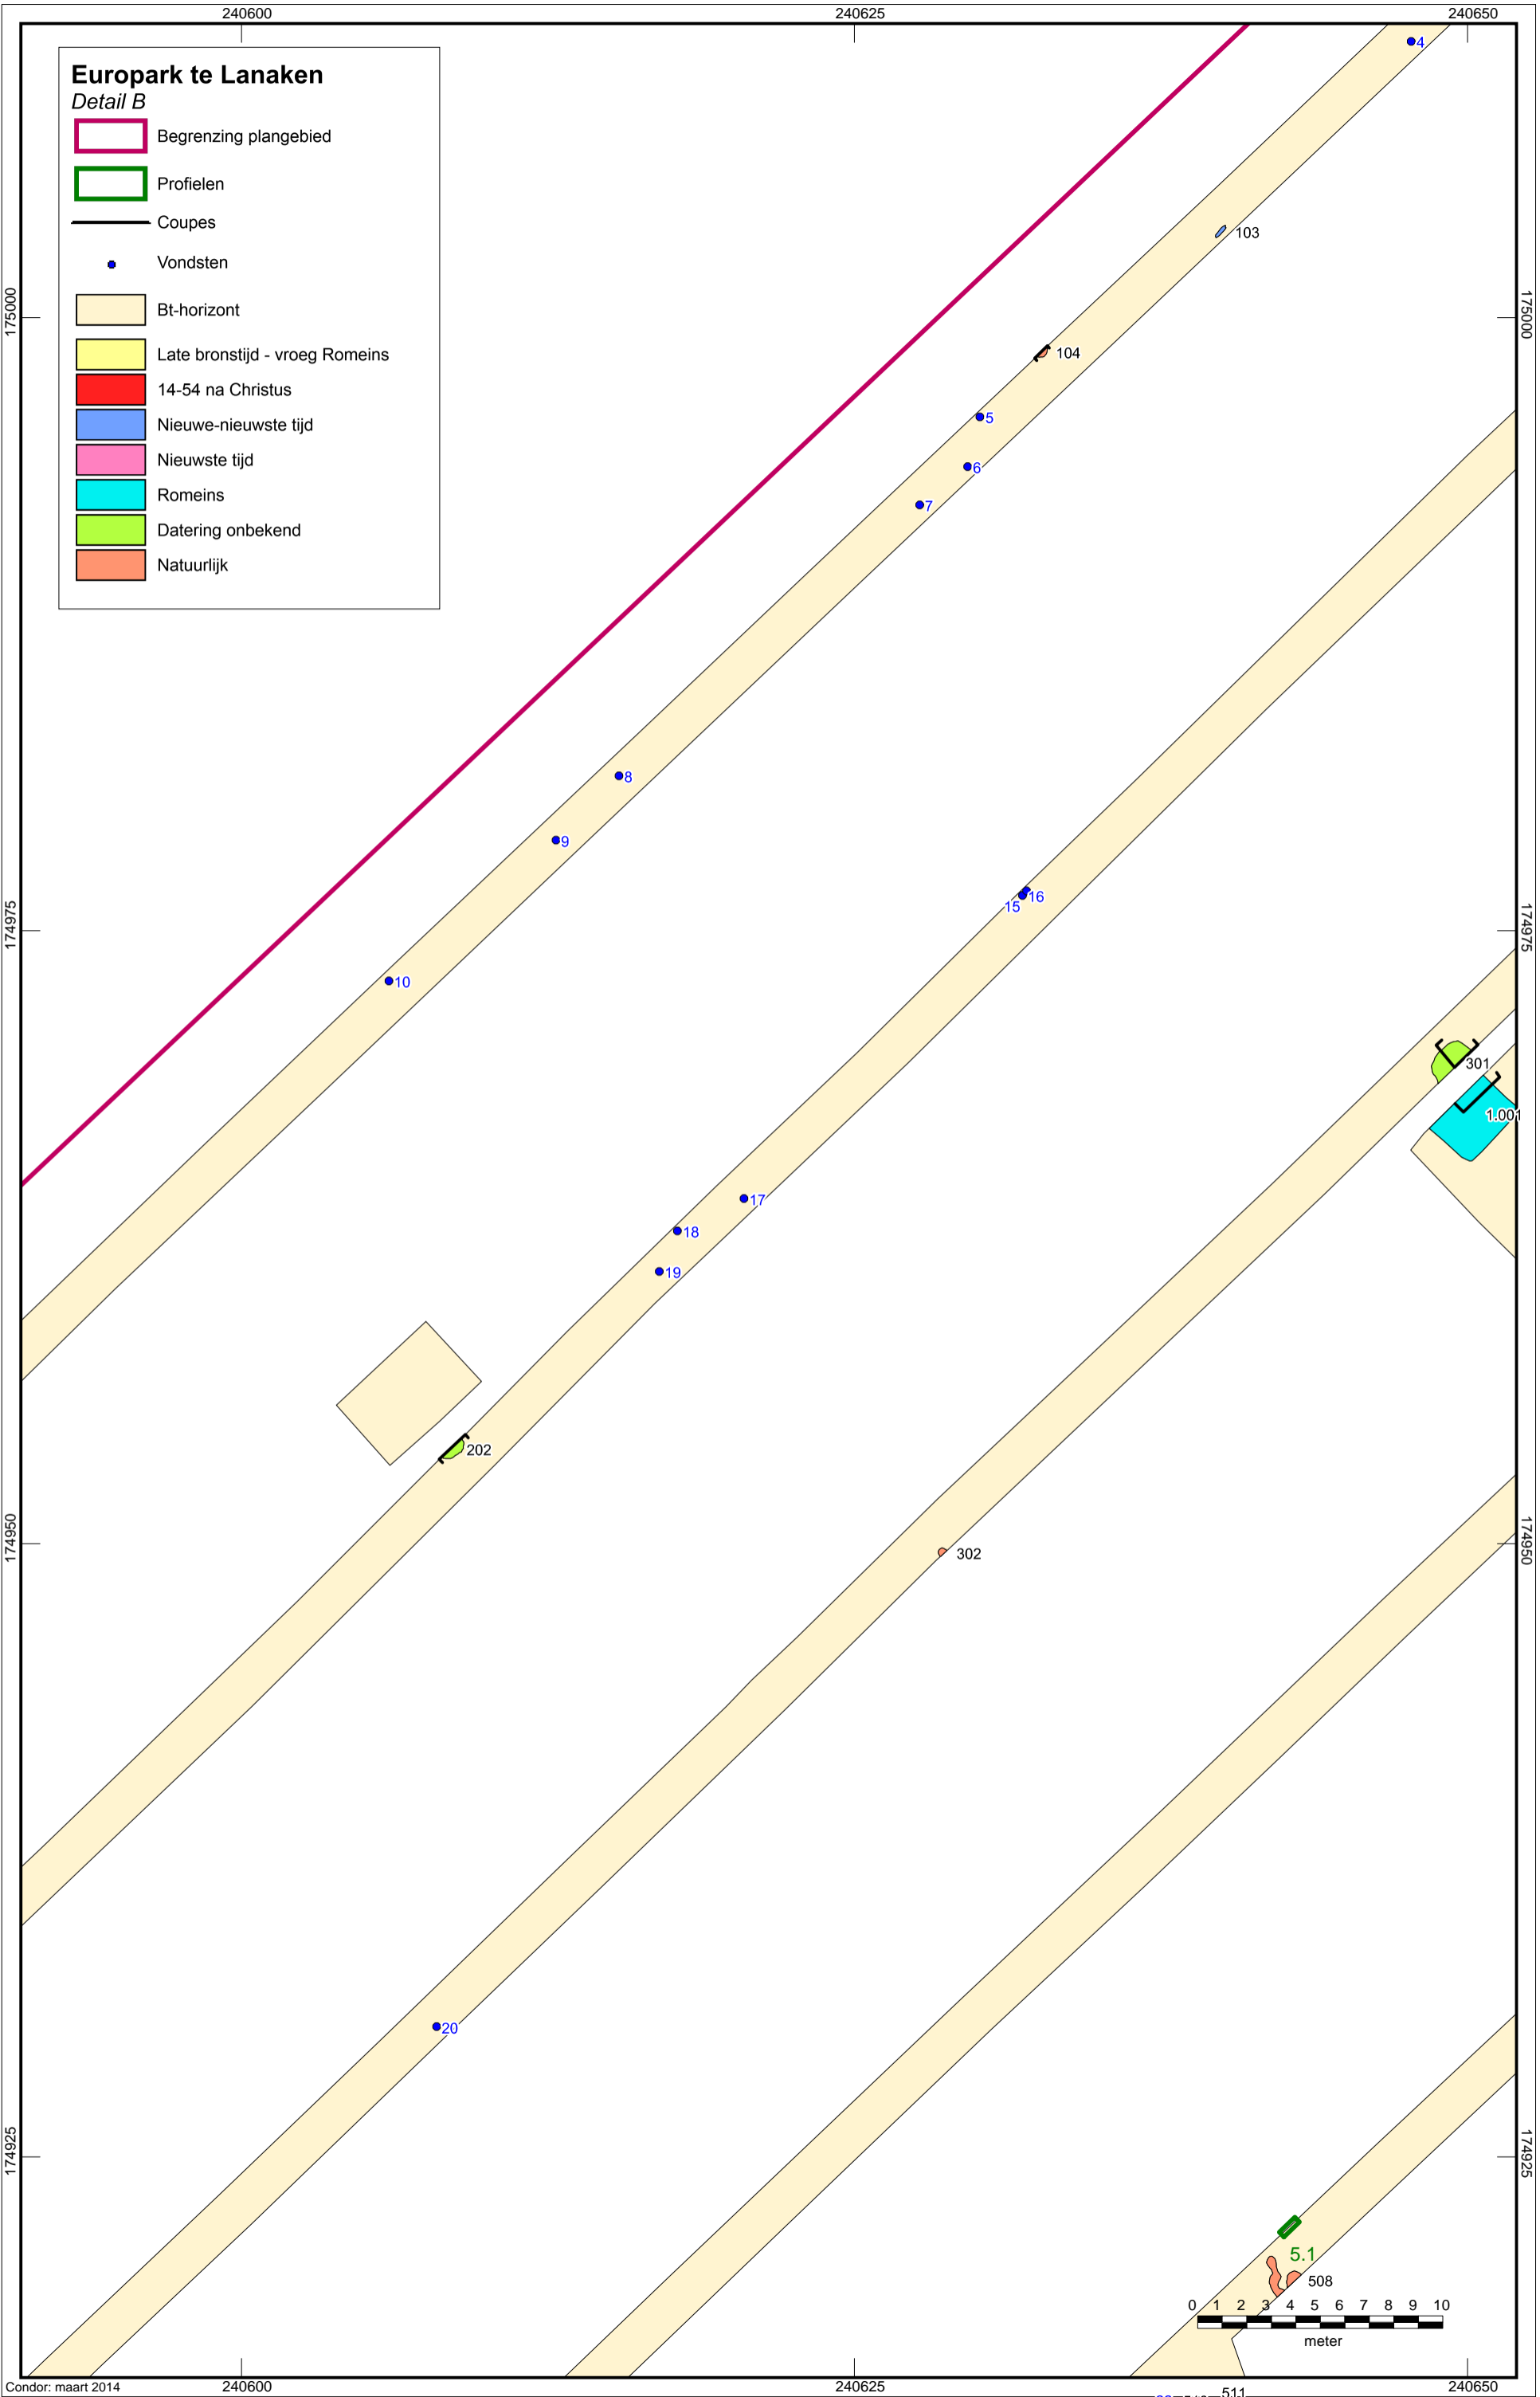 240600
240625
240650
Europark te Lanaken
Detail B
Begrenzing plangebied
Profielen
Coupes
Vondsten
Bt-horizont
Late bronstijd - vroeg Romeins
14-54 na Christus
Nieuwe-nieuwste tijd
Nieuwste tijd
Romeins
Datering onbekend
Natuurlijk
4
103
175000
175000
104
5
6
7
8
9
16
15
174975
174975
10
301
1.001
17
18
19
202
174950
174950
302
20
174925
174925
5.1
508
0 1 2 3 4 5 6 7 8 9 10
meter
Condor: maart 2014
240600
240625
240650
511